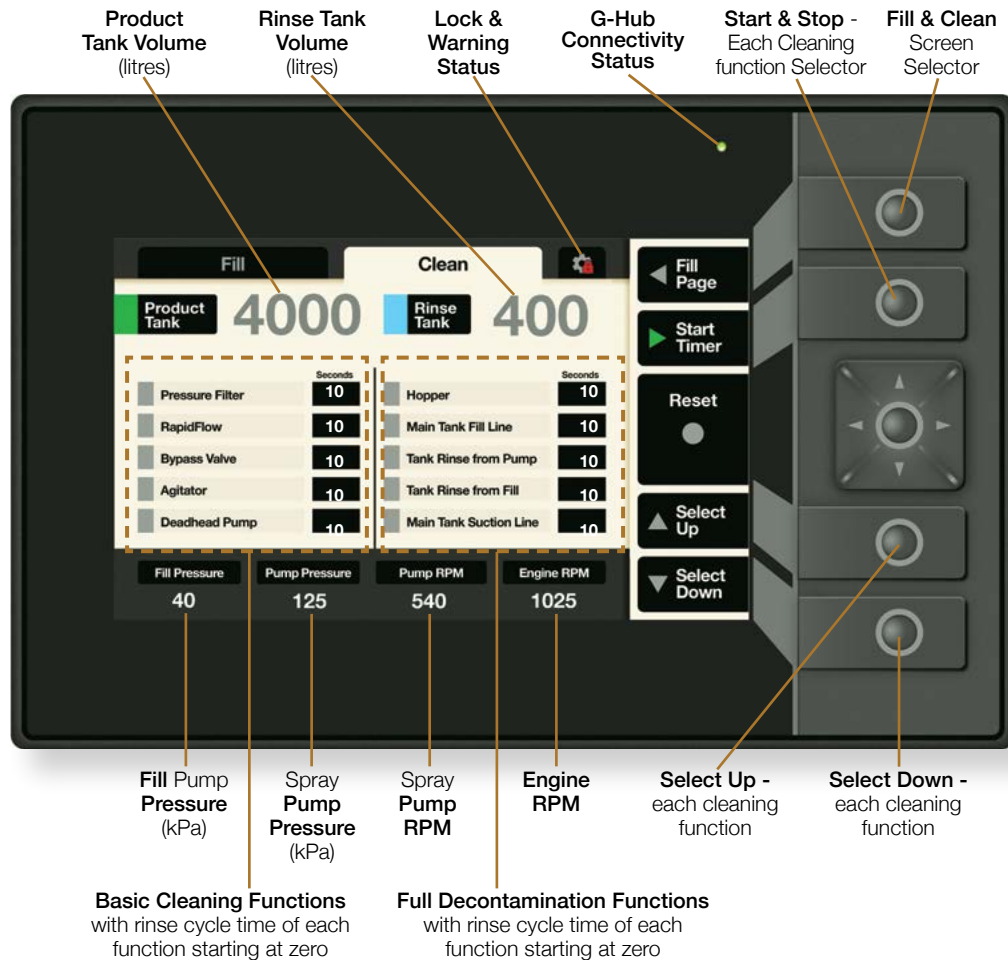 Product
Tank Volume
(litres)
Rinse Tank
Volume
(litres)
Lock &
Warning
Status
G-Hub
Connectivity
Status
Start & Stop -
Each Cleaning
function Selector
Fill & Clean
Screen
Selector
Fill
Clean
Product
Tank
4000
Rinse
Tank
400
Fill
Page
Start
Timer
Reset
Select
Up
Select
Down
Seconds
Pressure Filter 10
RapidFlow 10
Bypass Valve 10
Agitator 10
Deadhead Pump 10
Seconds
Hopper 10
Main Tank Fill Line 10
Tank Rinse from Pump 10
Tank Rinse from Fill 10
Main Tank Suction Line 10
Fill Pressure
40
Pump Pressure
125
Pump RPM
540
Engine RPM
1025
Fill Pump
Pressure
(kPa)
Spray
Pump
Pressure
(kPa)
Spray
Pump
RPM
Engine
RPM
Select Up -
each cleaning
function
Select Down -
each cleaning
function
Basic Cleaning Functions
with rinse cycle time of each
function starting at zero
Full Decontamination Functions
with rinse cycle time of each
function starting at zero